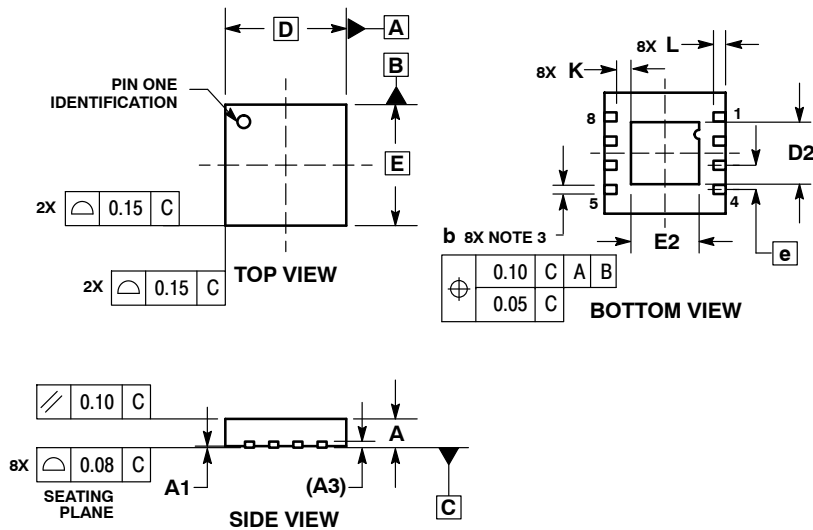 D
A
B
PIN ONE
IDENTIFICATION
E
2X ⌓ 0.15 C
2X ⌓ 0.15 C
TOP VIEW
8X L
8X K
8
1
D2
5
4
b 8X NOTE 3
E2
e
⌖ 0.10 C A B
0.05 C
BOTTOM VIEW
⫽ 0.10 C
A
8X ⌓ 0.08 C
SEATING
PLANE
A1
(A3)
C
SIDE VIEW